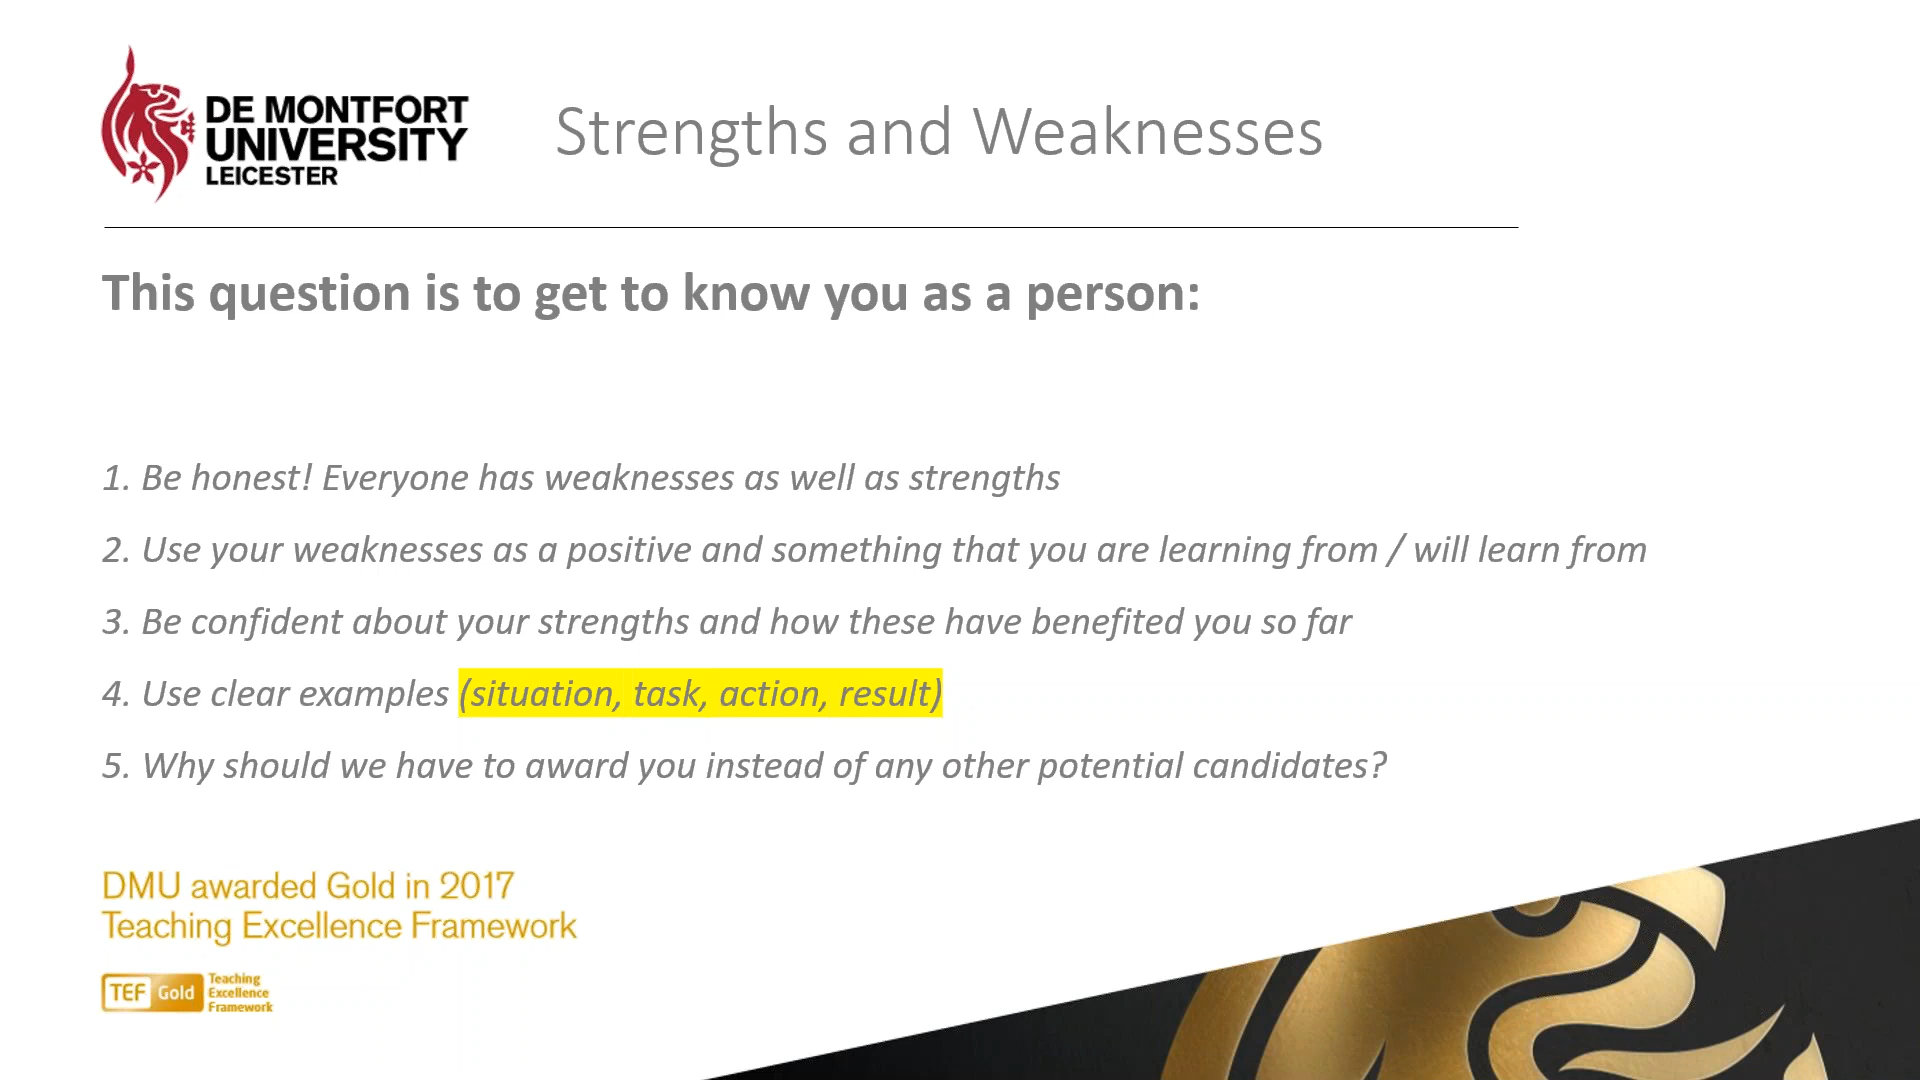 DE MONTFORT
UNIVERSITY
LEICESTER
Strengths and Weaknesses
This question is to get to know you as a person:
1. Be honest! Everyone has weaknesses as well as strengths
2. Use your weaknesses as a positive and something that you are learning from / will learn from
3. Be confident about your strengths and how these have benefited you so far
4. Use clear examples (situation, task, action, result)
5. Why should we have to award you instead of any other potential candidates?
DMU awarded Gold in 2017
Teaching Excellence Framework
TEF Gold
Teaching
Excellence
Framework